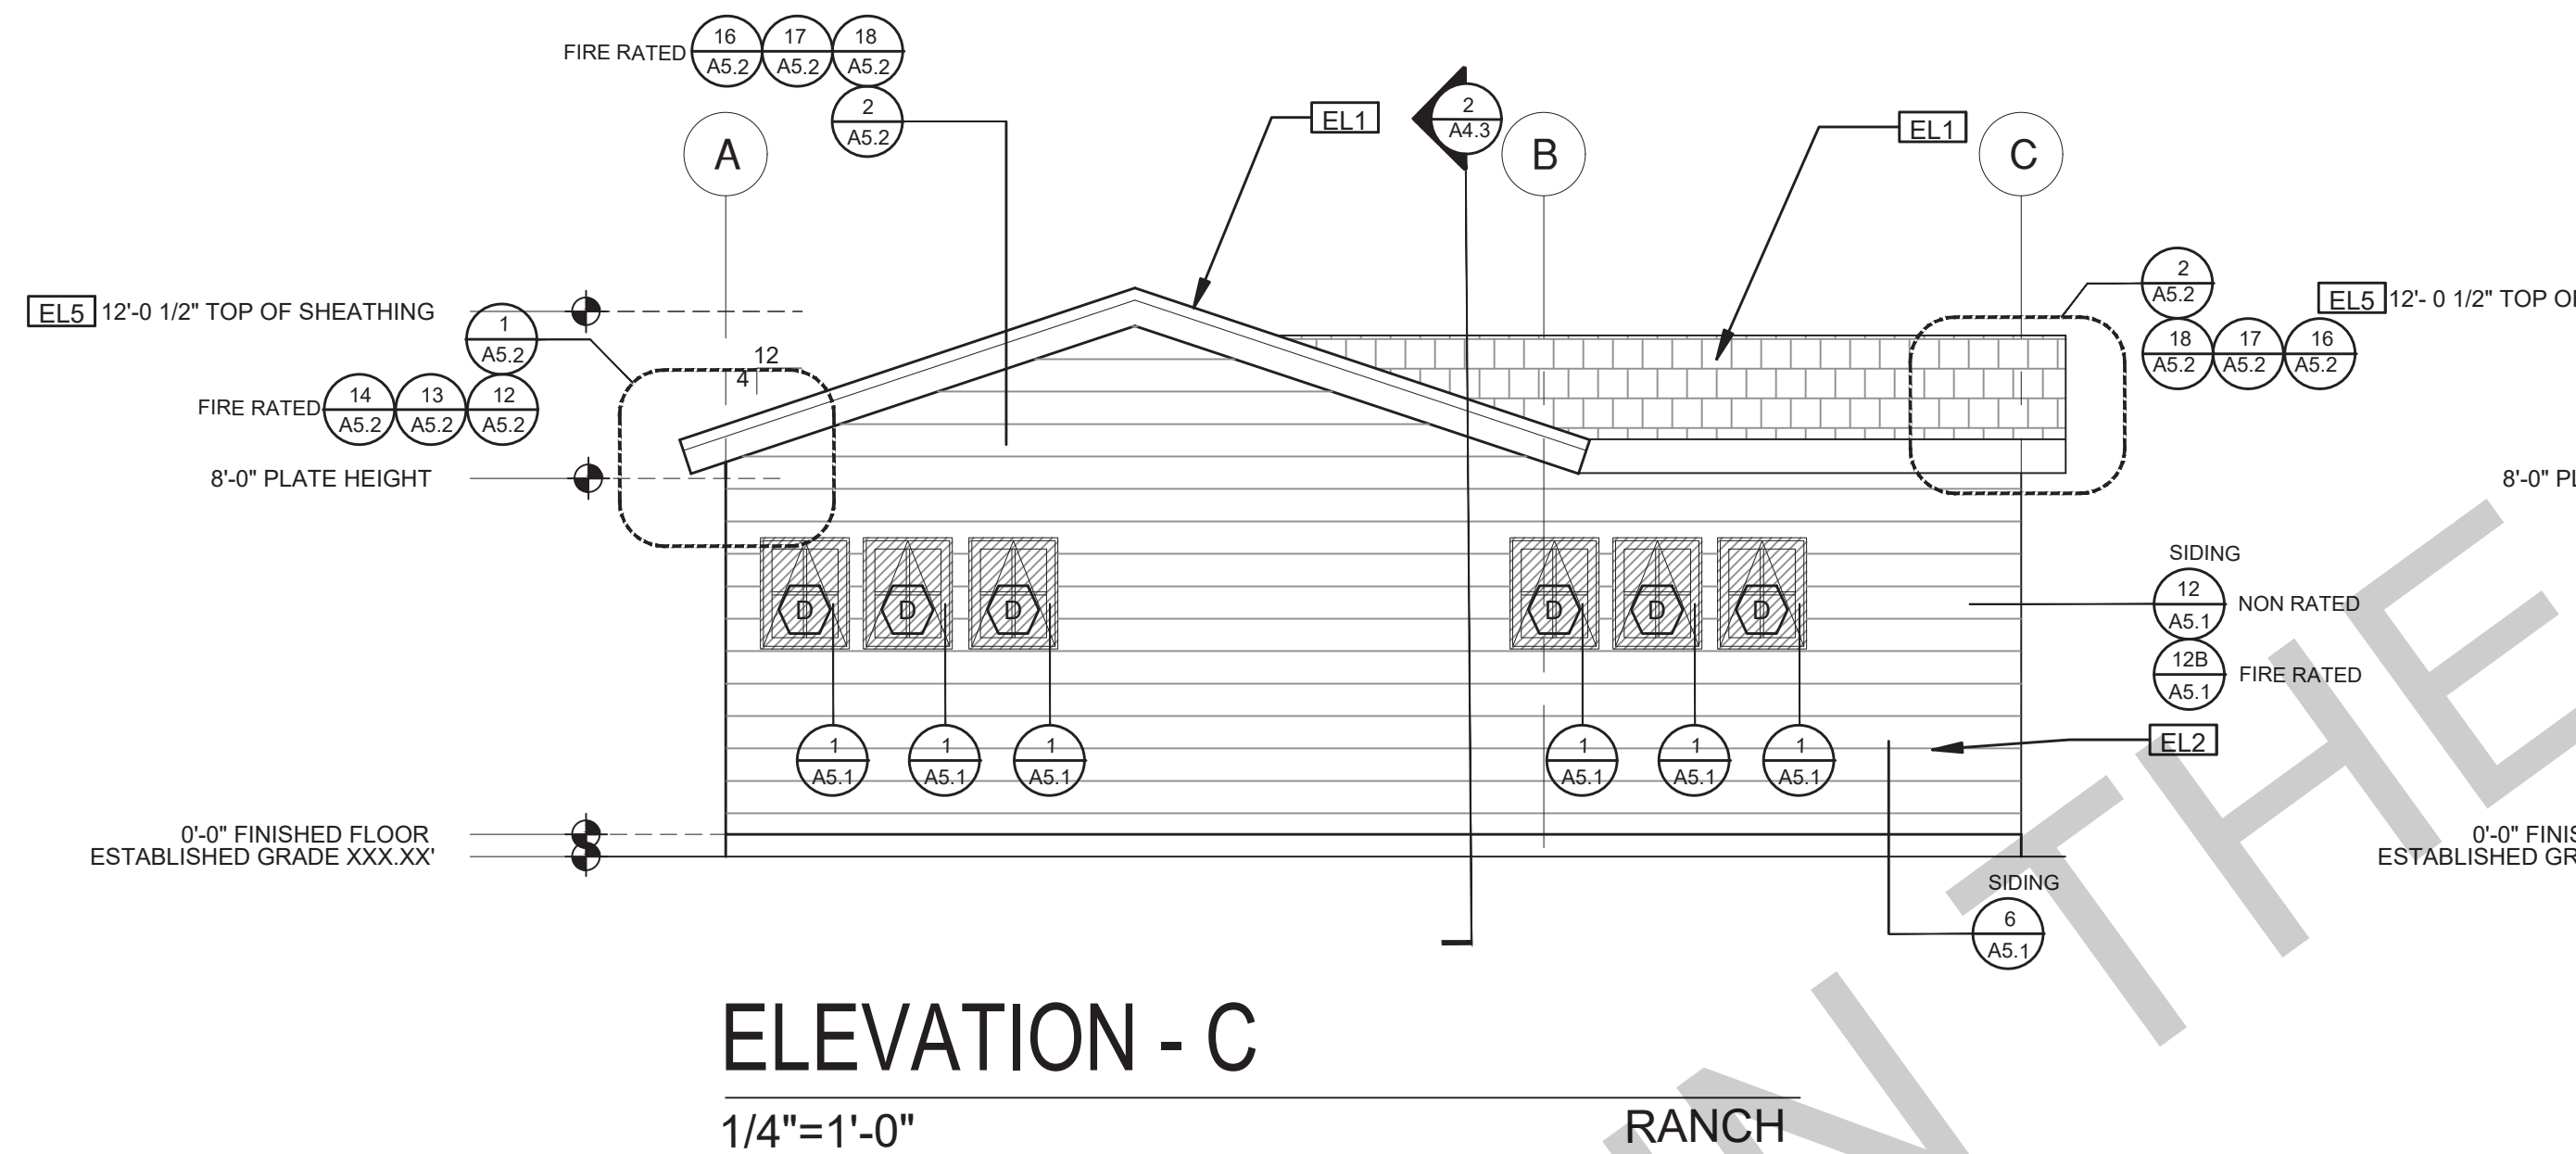 FIRE RATED 16 17 18
A5.2 A5.2 A5.2
2
A5.2
A
EL1
2
A4.3
B
EL1
C
EL5 12'-0 1/2" TOP OF SHEATHING
1
A5.2
12
4
FIRE RATED 14 13 12
A5.2 A5.2 A5.2
8'-0" PLATE HEIGHT
2
A5.2
18 17 16
A5.2 A5.2 A5.2
EL5 12'- 0 1/2" TOP
8'-0"
D D D D D D
SIDING
12
A5.1
NON RATED
12B
A5.1
FIRE RATED
1 1 1 1 1 1
A5.1 A5.1 A5.1 A5.1 A5.1 A5.1
EL2
0'-0" FINISHED FLOOR
ESTABLISHED GRADE XXX.XX'
0'-0"
ESTABLISHED
SIDING
6
A5.1
ELEVATION - C
1/4"=1'-0"
RANCH
THE